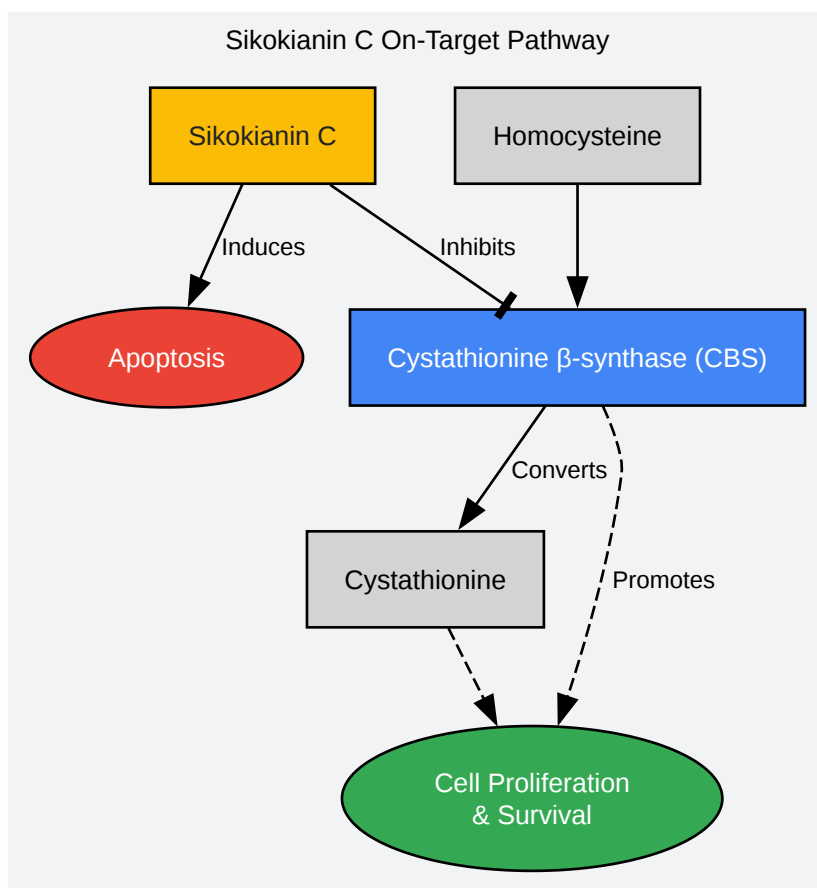 Sikokianin C On-Target Pathway
Sikokianin C
Homocysteine
Induces
Inhibits
Apoptosis
Cystathionine β-synthase (CBS)
Converts
Cystathionine
Promotes
Cell Proliferation
& Survival